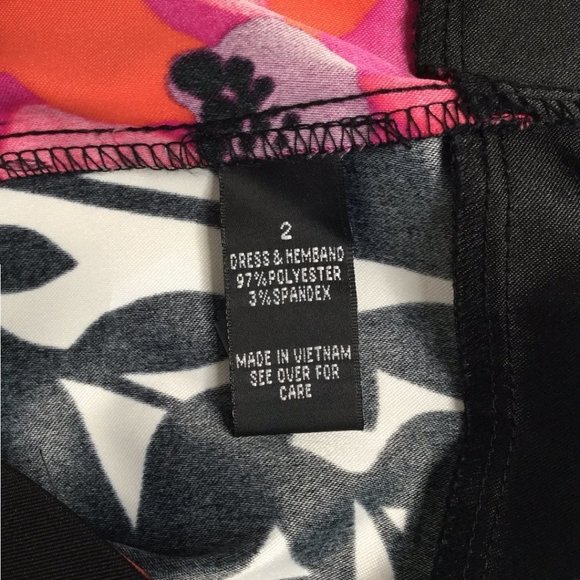 2
DRESS & HEMBAND
97% POLYESTER
3% SPANDEX
MADE IN VIETNAM
SEE OVER FOR
CARE